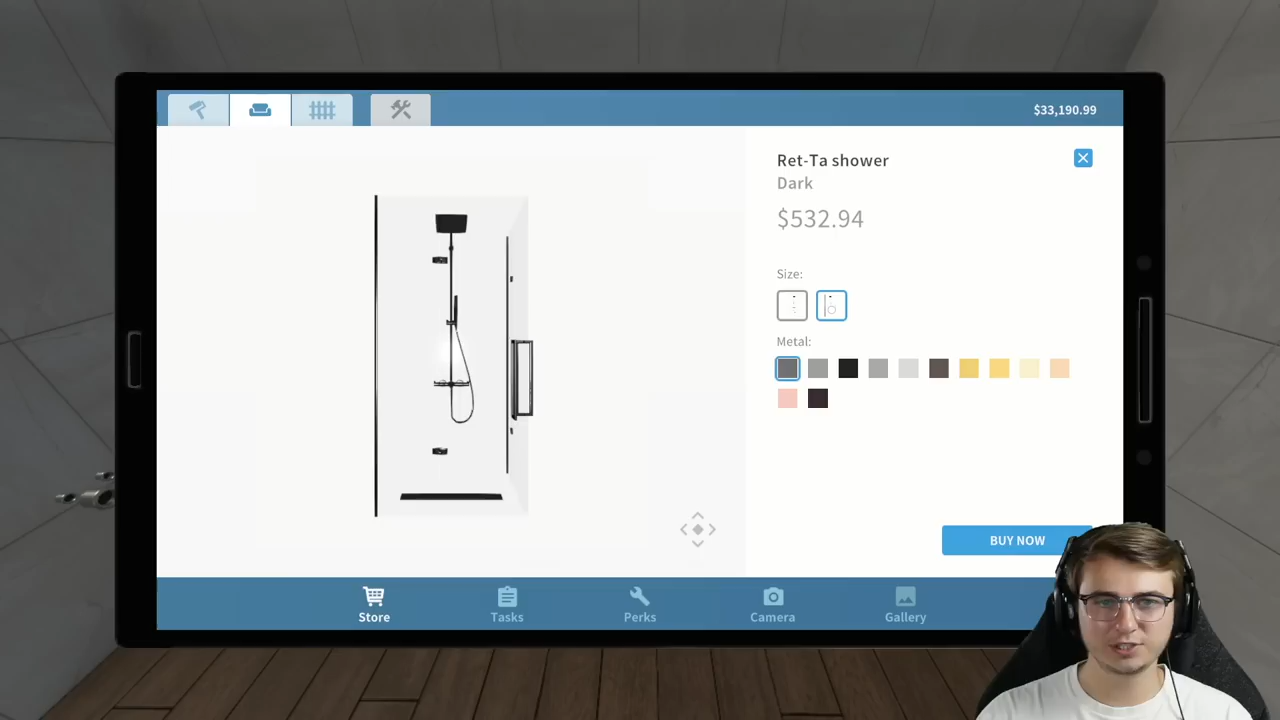 $33,190.99
Ret-Ta shower
Dark
$532.94
Size:
Metal:
BUY NOW
Store
Tasks
Perks
Camera
Gallery